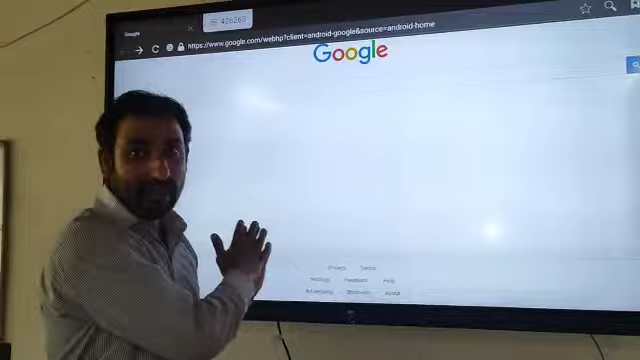 Google
426263
https://www.google.com/webhp?client=android-google&source=android-home
Google
Privacy Terms
Settings Feedback Help
Advertising Business About